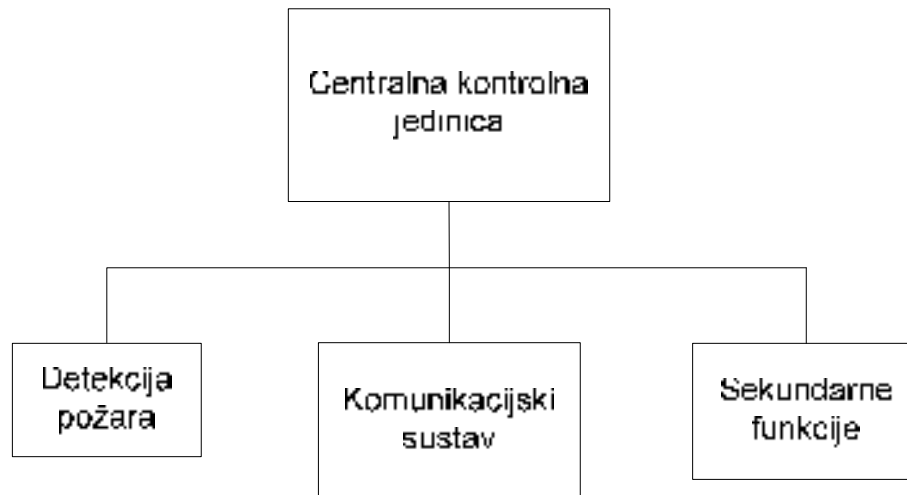 Centralna kontrolna
jedinica
Detekcija
požara
Komunikacijski
sustav
Sekundarne
funkcije